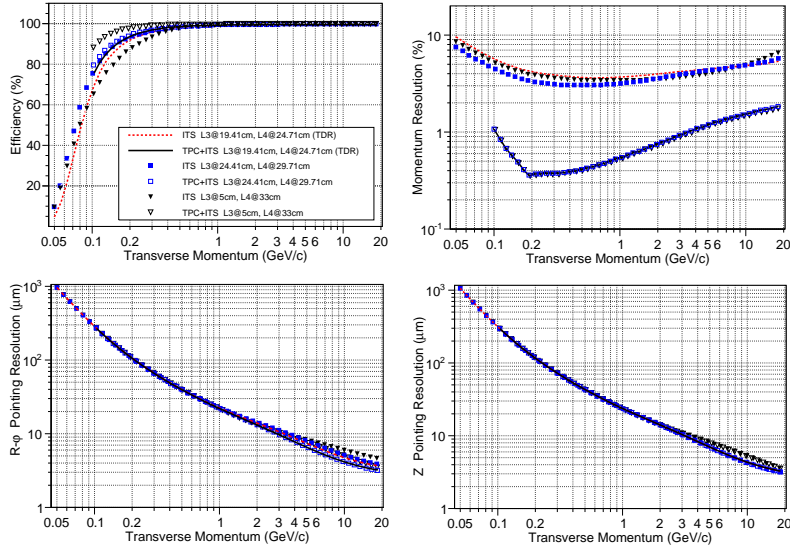 Efficiency (%)
100
80
60
40
20
ITS L3@19.41cm, L4@24.71cm (TDR)
TPC+ITS L3@19.41cm, L4@24.71cm (TDR)
ITS L3@24.41cm, L4@29.71cm
TPC+ITS L3@24.41cm, L4@29.71cm
ITS L3@5cm, L4@33cm
TPC+ITS L3@5cm, L4@33cm
0.05 0.1 0.2 1 2 3 4 5 6 10 20
Transverse Momentum (GeV/c)
Momentum Resolution (%)
10
1
10⁻¹
0.05 0.1 0.2 1 2 3 4 5 6 10 20
Transverse Momentum (GeV/c)
R-φ Pointing Resolution (µm)
10³
10²
10
1
0.05 0.1 0.2 1 2 3 4 5 6 10 20
Transverse Momentum (GeV/c)
Z Pointing Resolution (µm)
10³
10²
10
1
0.05 0.1 0.2 1 2 3 4 5 6 10 20
Transverse Momentum (GeV/c)